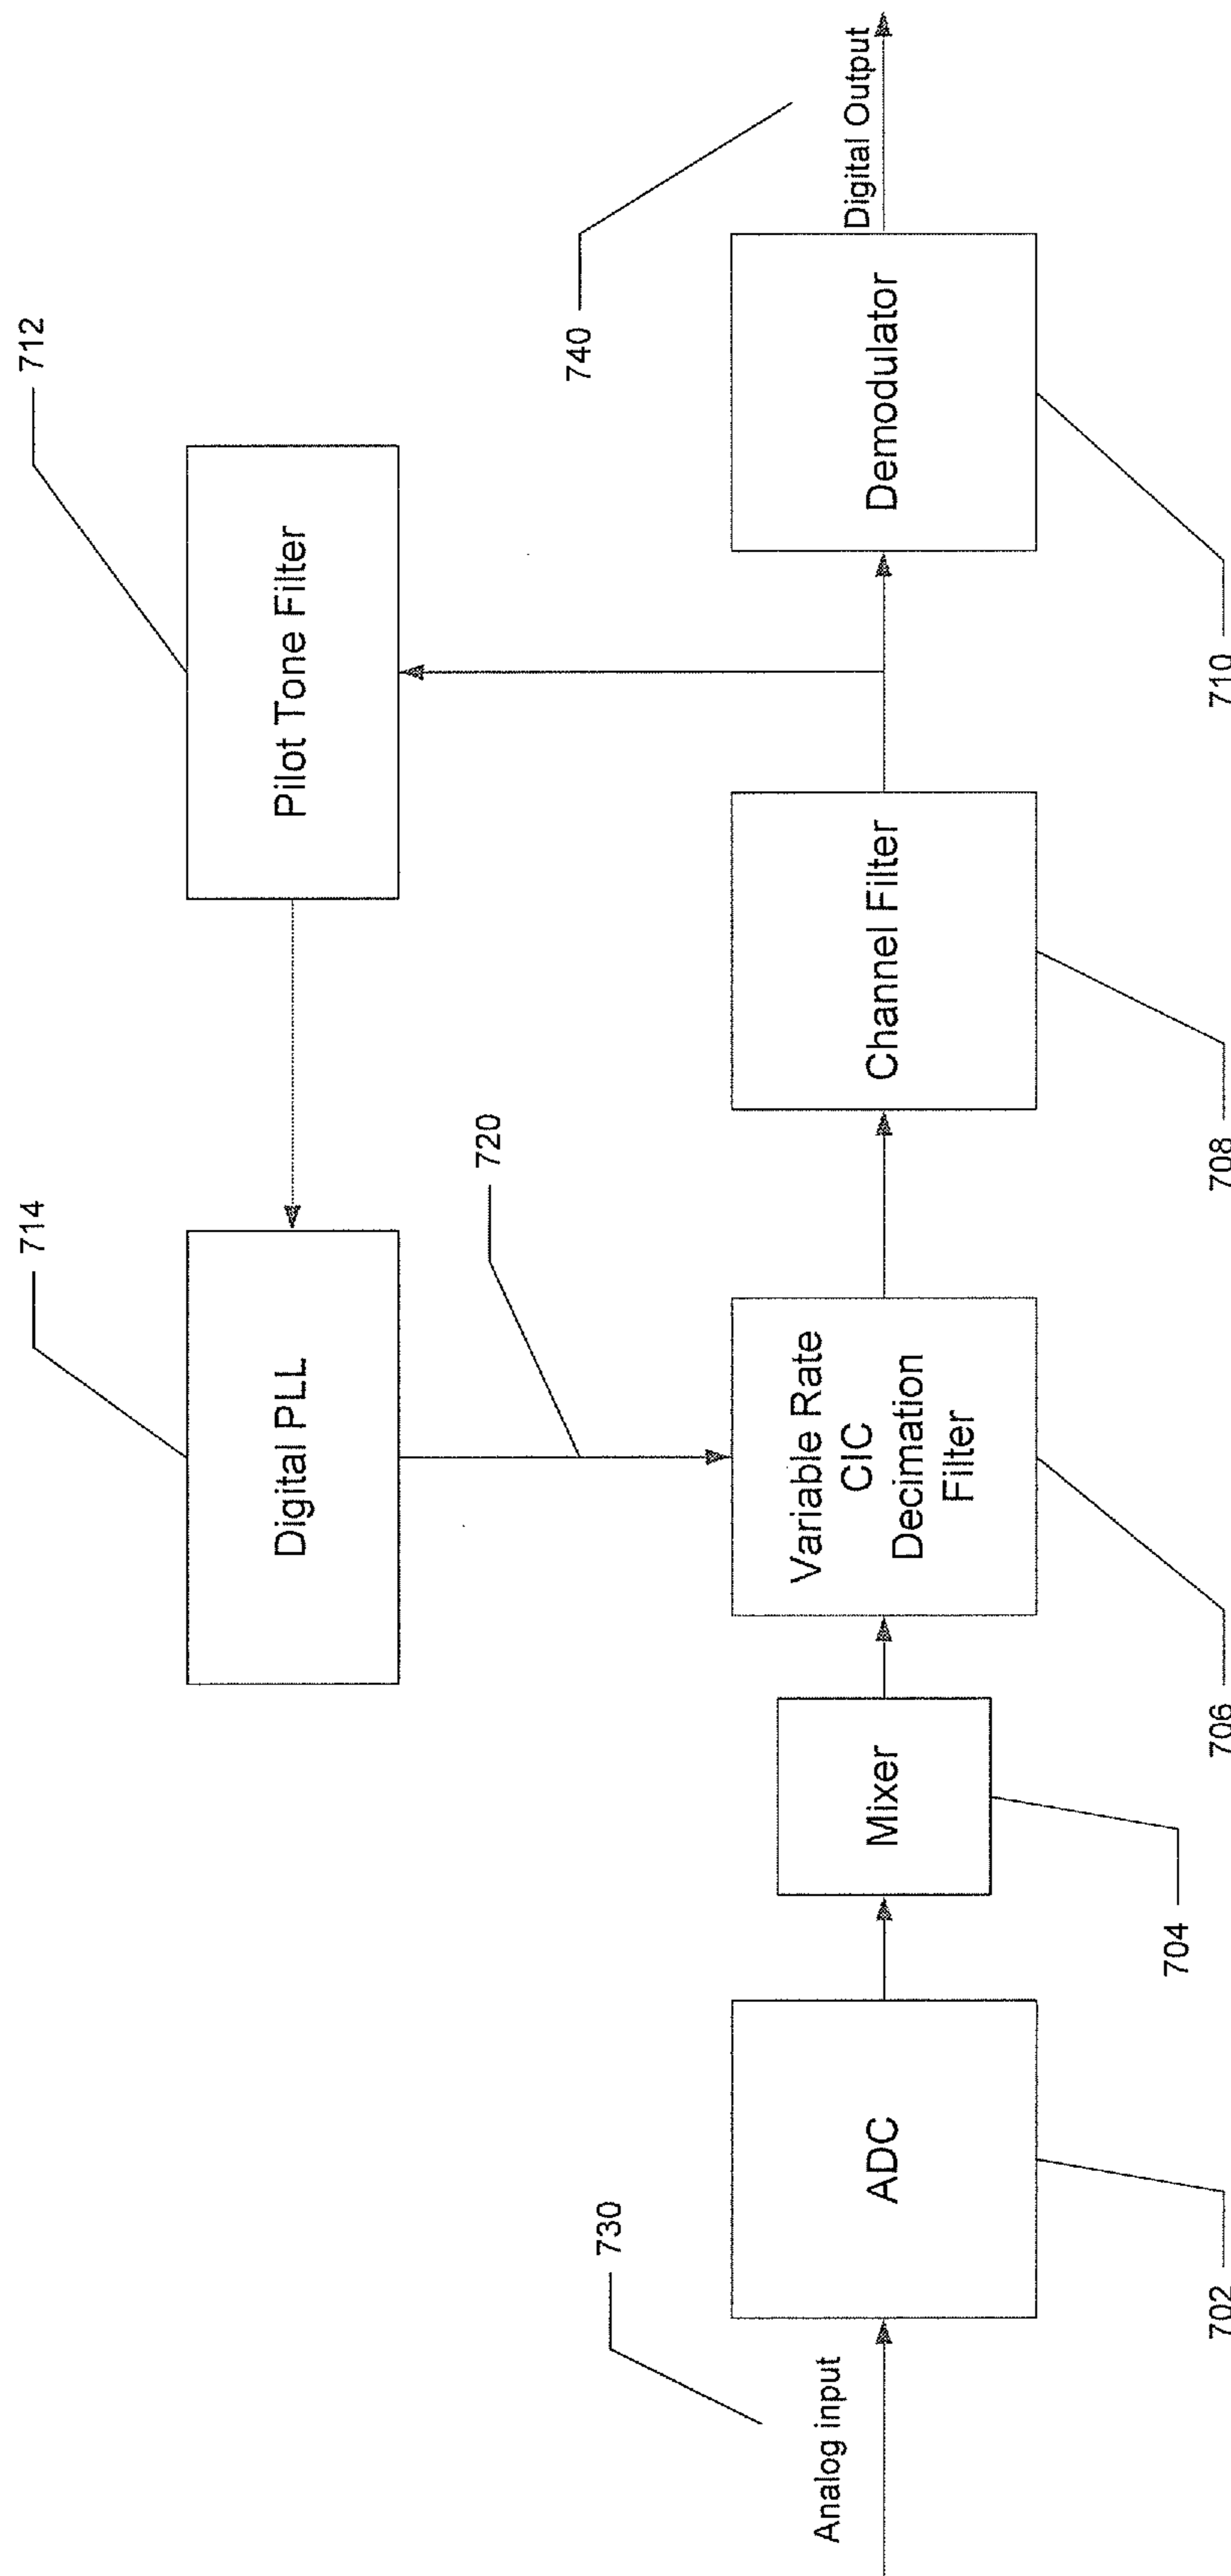 714
712
Digital PLL
Pilot Tone Filter
720
730
740
Analog input
ADC
Mixer
Variable Rate
CIC
Decimation
Filter
Channel Filter
Demodulator
Digital Output
702
704
706
708
710